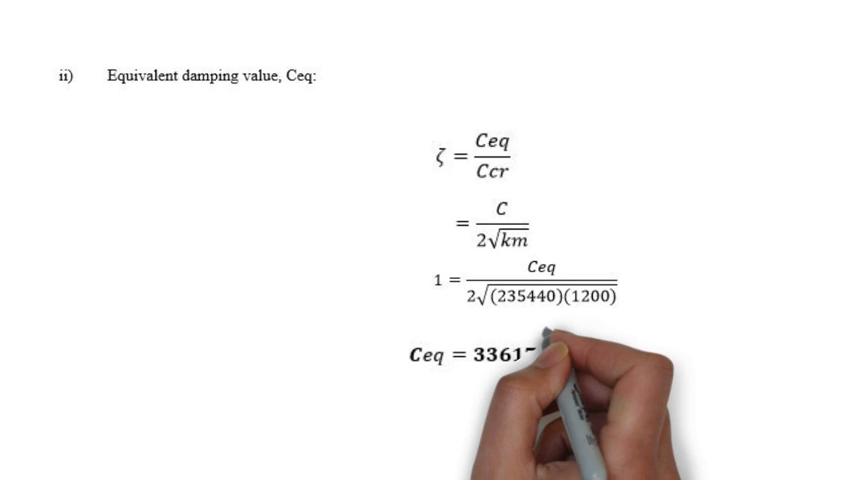 ii) Equivalent damping value, Ceq:
ζ = Ceq / Ccr
= C / 2√km
1 = Ceq / 2√(235440)(1200)
Ceq = 3361